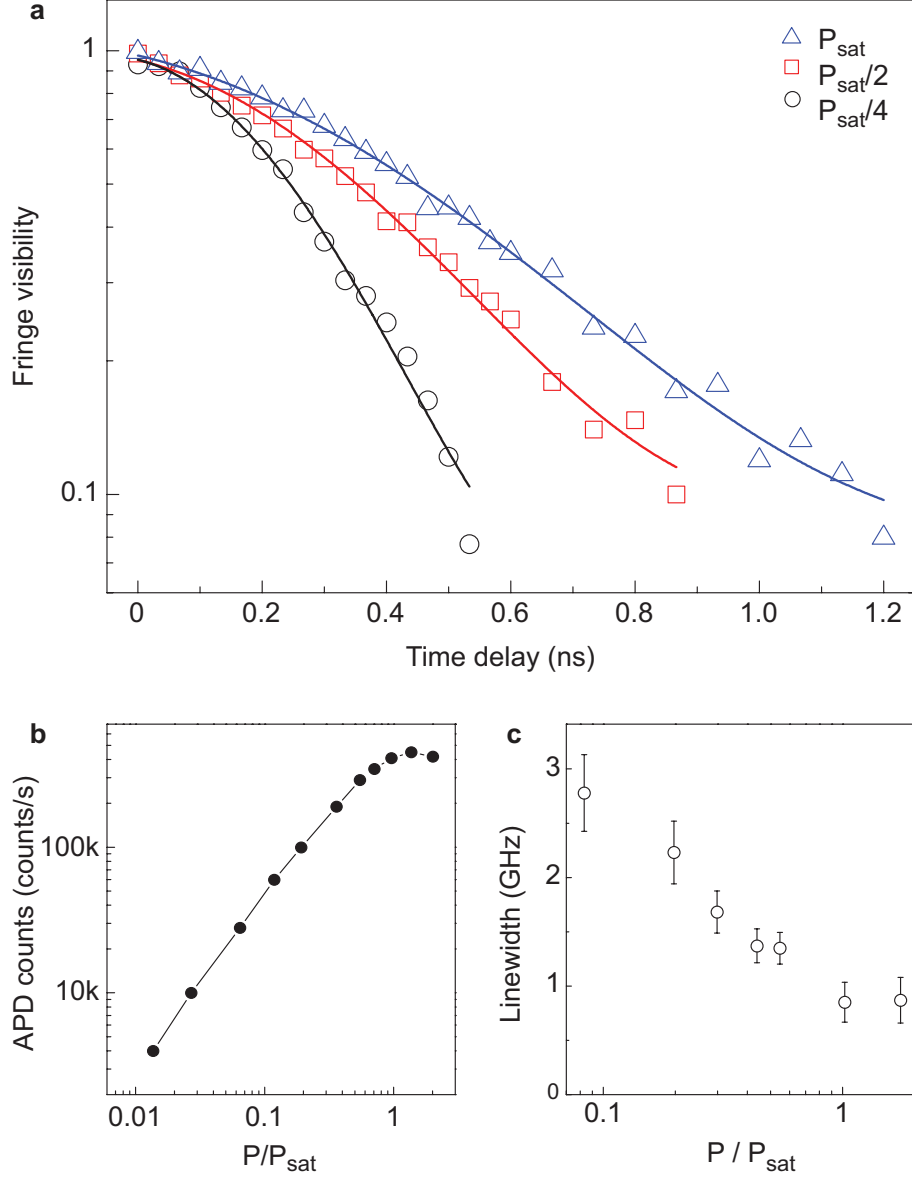 a
1
0.1
Fringe visibility
P_sat
P_sat/2
P_sat/4
0 0.2 0.4 0.6 0.8 1.0 1.2
Time delay (ns)
b
100k
10k
APD counts (counts/s)
0.01 0.1 1
P/P_sat
c
3
2
1
0
Linewidth (GHz)
0.1 1
P / P_sat